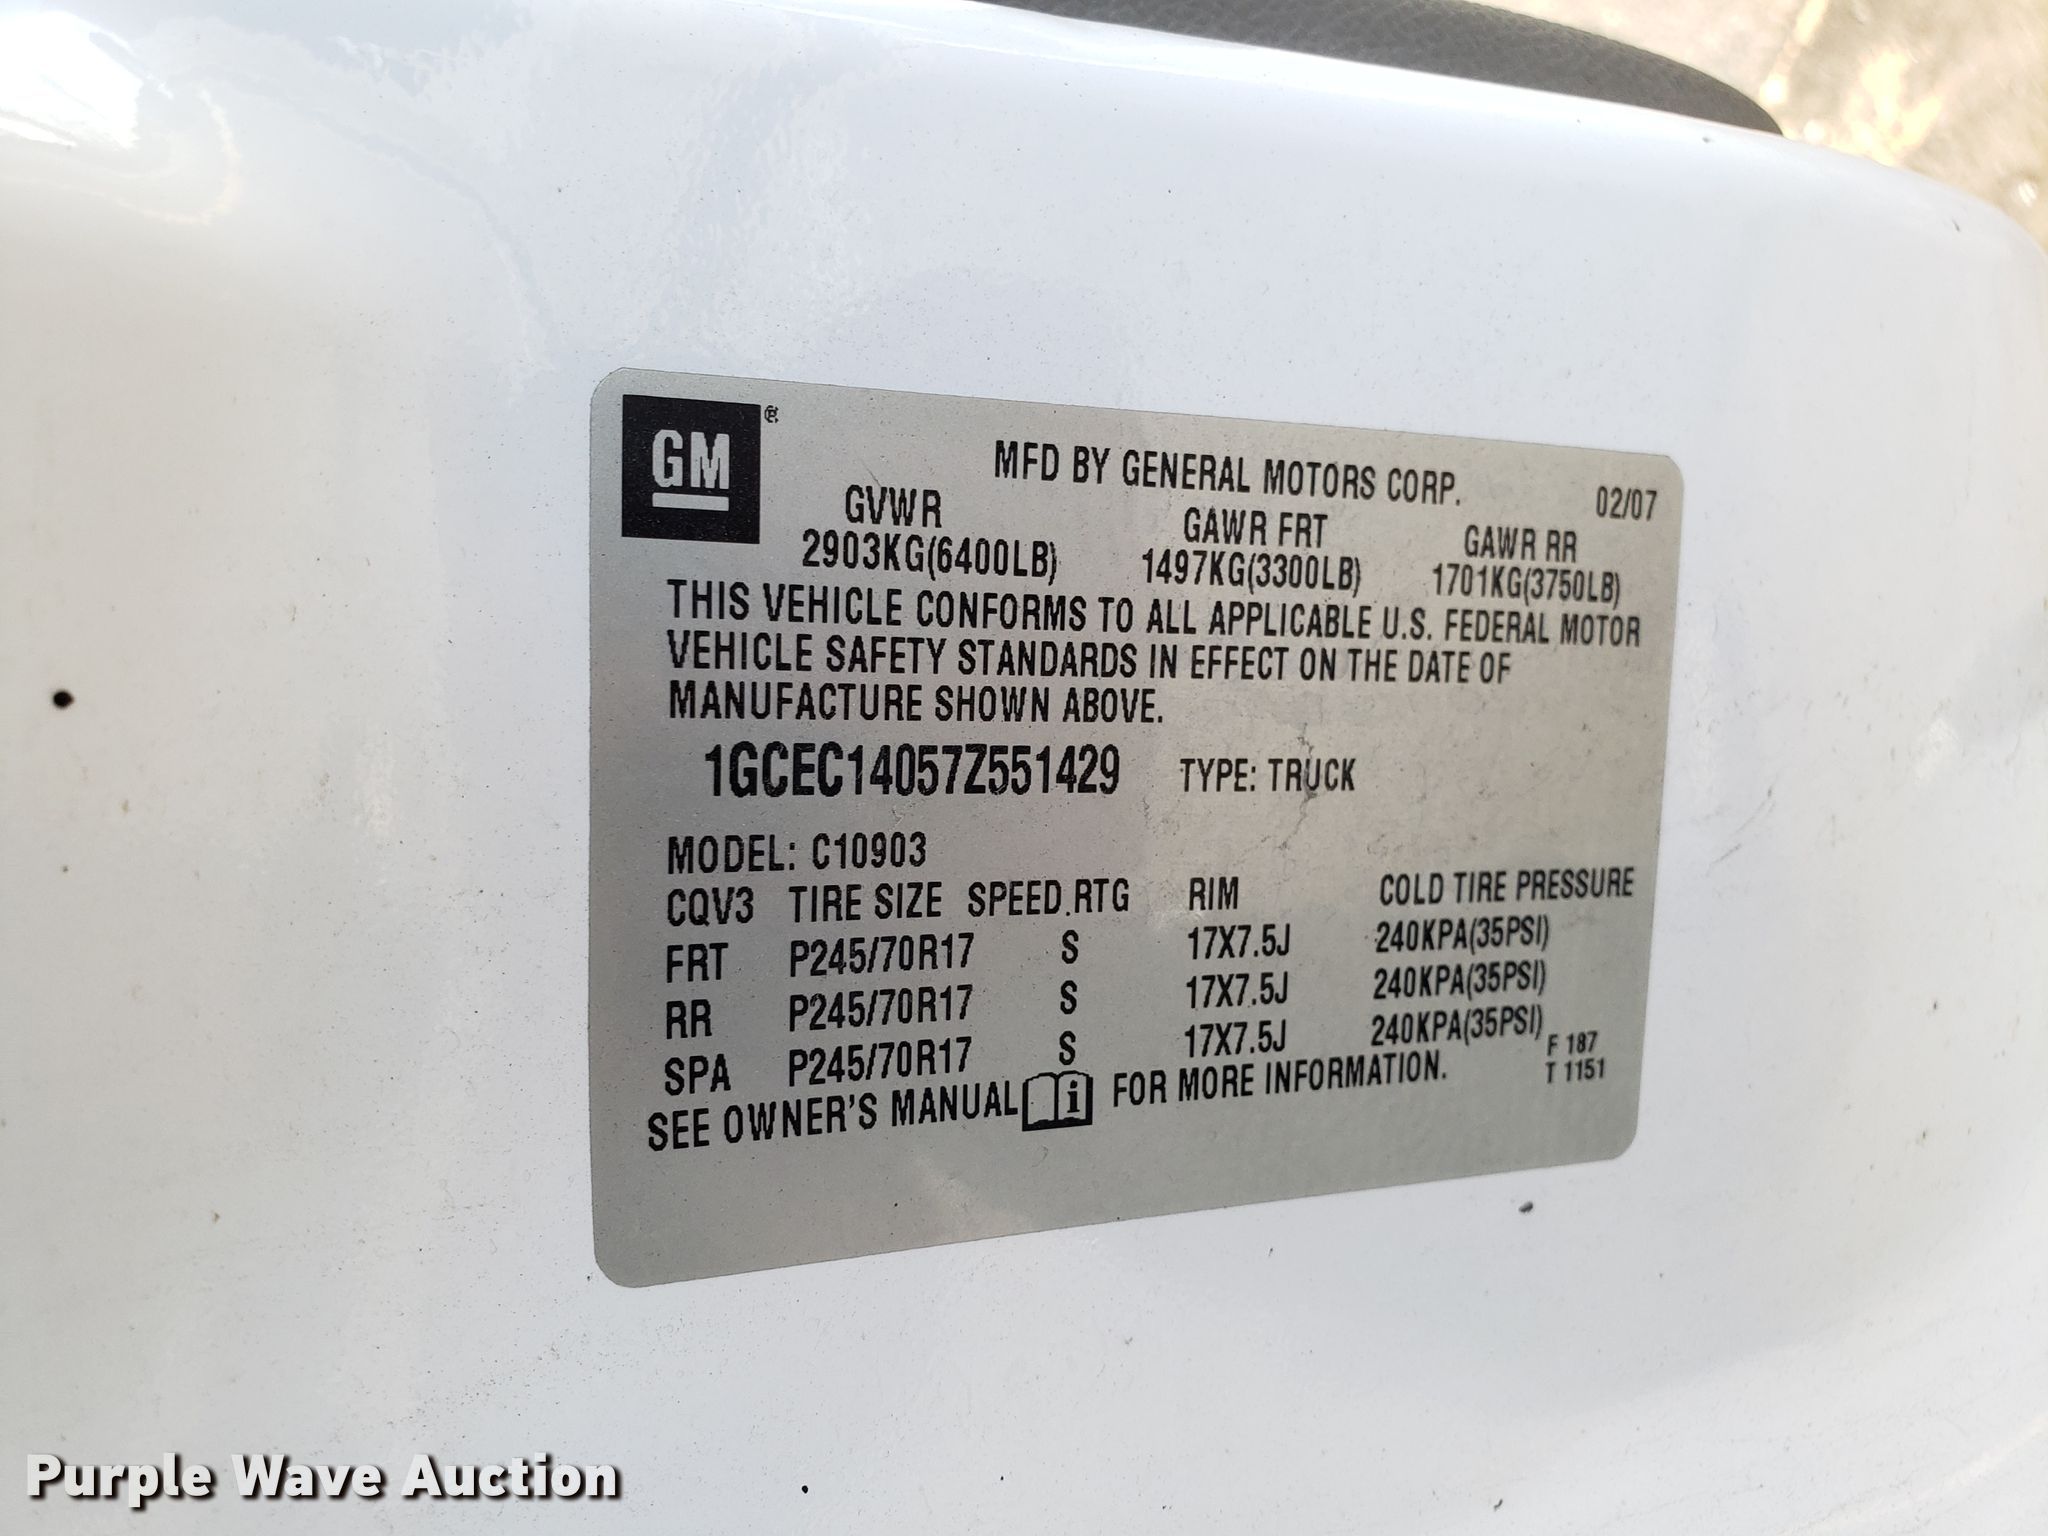 GM®
MFD BY GENERAL MOTORS CORP. 02/07
GVWR GAWR FRT GAWR RR
2903KG(6400LB) 1497KG(3300LB) 1701KG(3750LB)
THIS VEHICLE CONFORMS TO ALL APPLICABLE U.S. FEDERAL MOTOR
VEHICLE SAFETY STANDARDS IN EFFECT ON THE DATE OF
MANUFACTURE SHOWN ABOVE.
1GCEC14057Z551429 TYPE: TRUCK
MODEL: C10903
CQV3 TIRE SIZE SPEED RTG RIM COLD TIRE PRESSURE
FRT P245/70R17 S 17X7.5J 240KPA(35PSI)
RR P245/70R17 S 17X7.5J 240KPA(35PSI)
SPA P245/70R17 S 17X7.5J 240KPA(35PSI)
SEE OWNER'S MANUAL i FOR MORE INFORMATION.
F 187
T 1151
Purple Wave Auction